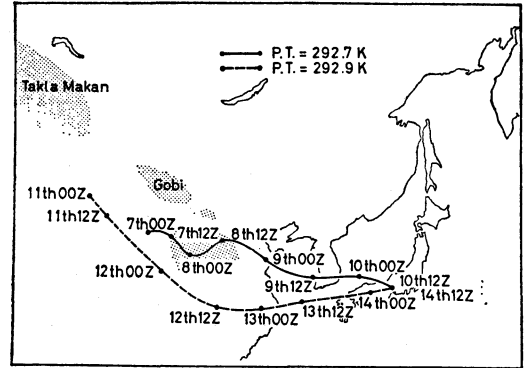 P.T. = 292.7 K
P.T. = 292.9 K
Takla Makan
Gobi
11th00Z
11th12Z
7th00Z
7th12Z
8th12Z
8th00Z
9th00Z
9th12Z
10th00Z
10th12Z
12th00Z
12th12Z
13th00Z
13th12Z
14th00Z
14th12Z